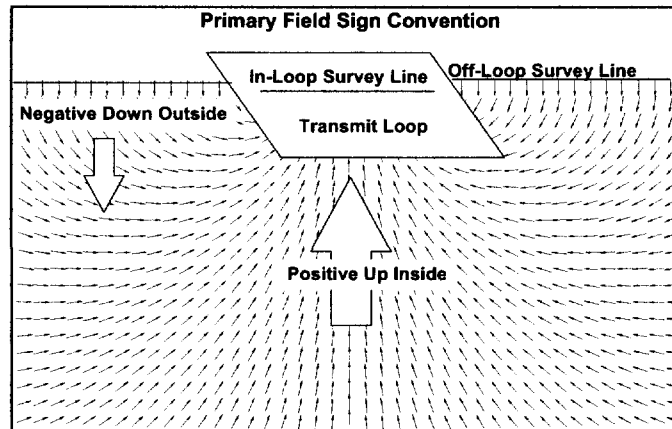 Primary Field Sign Convention
In-Loop Survey Line
Off-Loop Survey Line
Negative Down Outside
Transmit Loop
Positive Up Inside